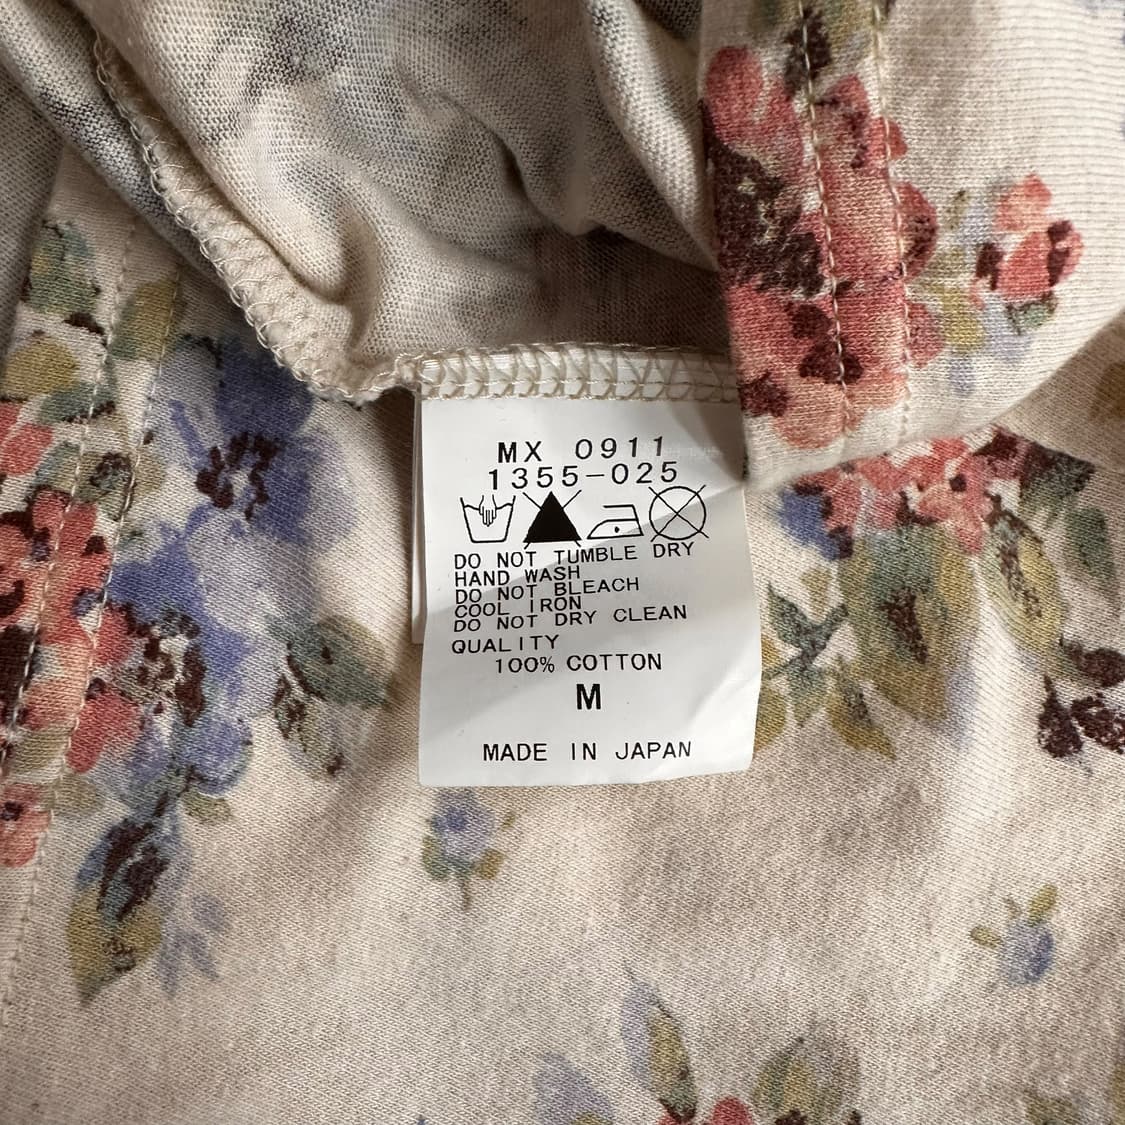 MX 0911
1355-025
DO NOT TUMBLE DRY
HAND WASH
DO NOT BLEACH
COOL IRON
DO NOT DRY CLEAN
QUALITY
100% COTTON
M
MADE IN JAPAN